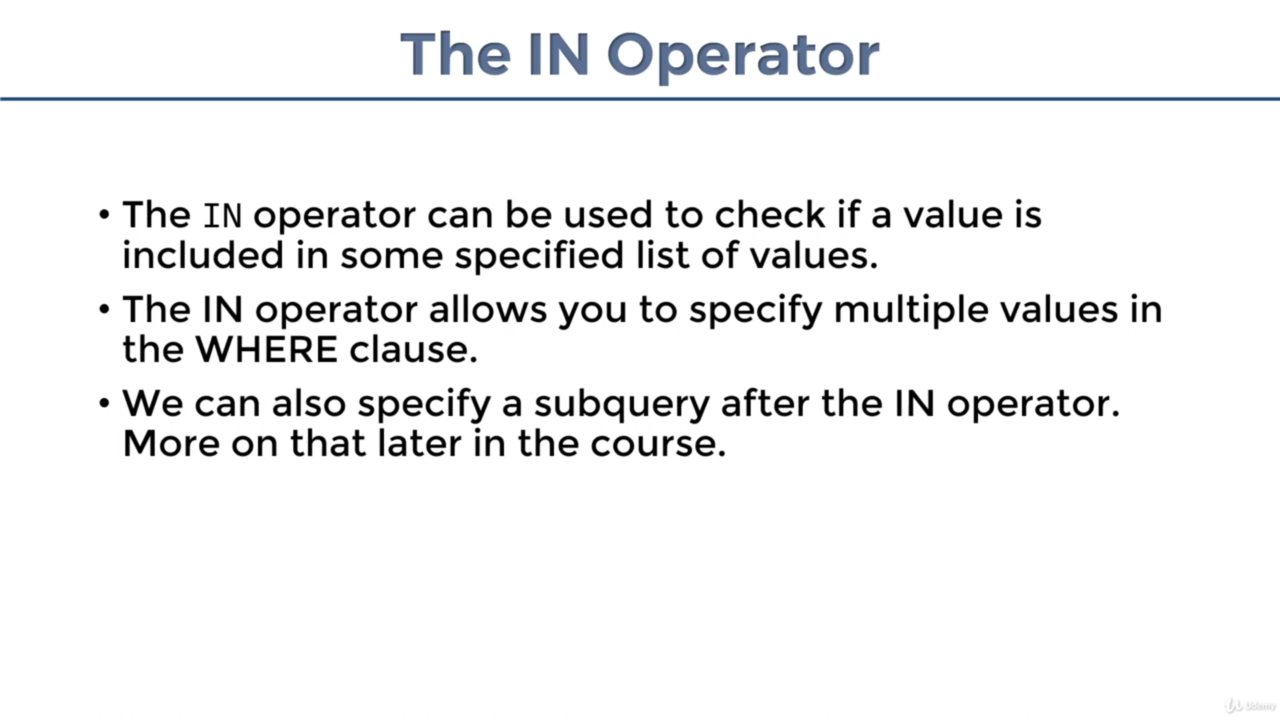 The IN Operator
• The IN operator can be used to check if a value is
included in some specified list of values.
• The IN operator allows you to specify multiple values in
the WHERE clause.
• We can also specify a subquery after the IN operator.
More on that later in the course.
Udemy